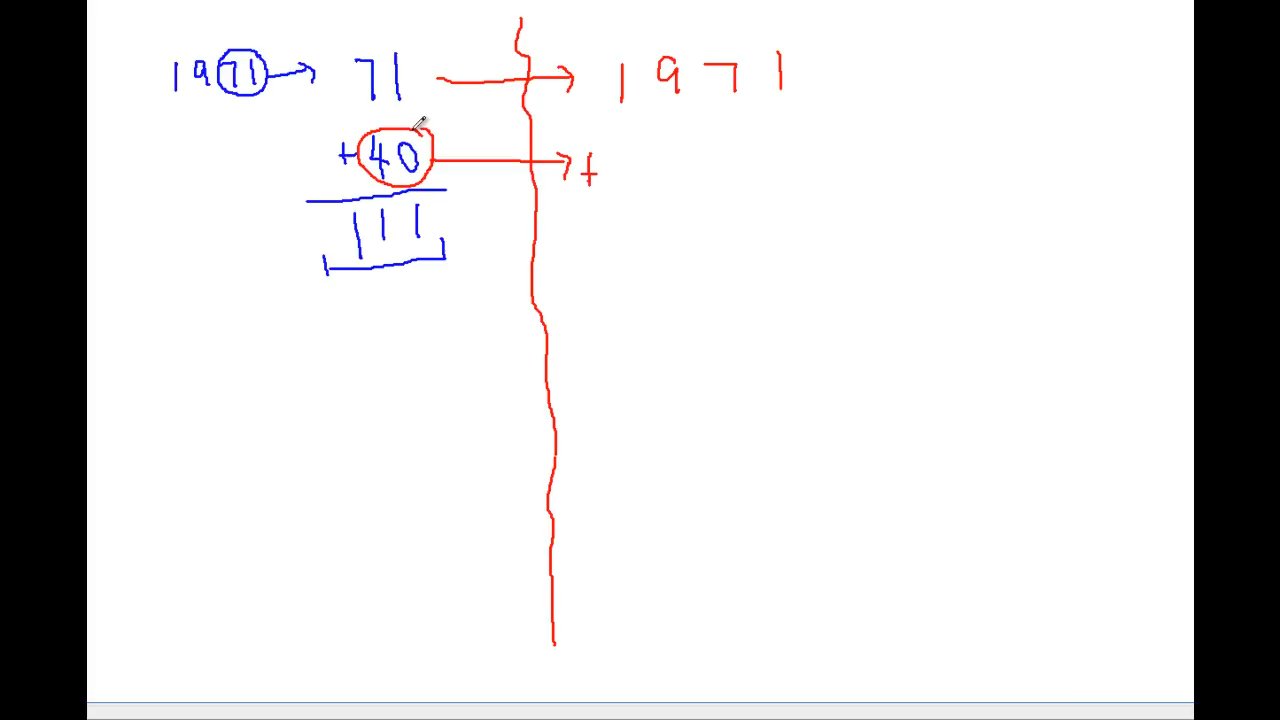 1971 → 71 → 1971
+40 → +
111